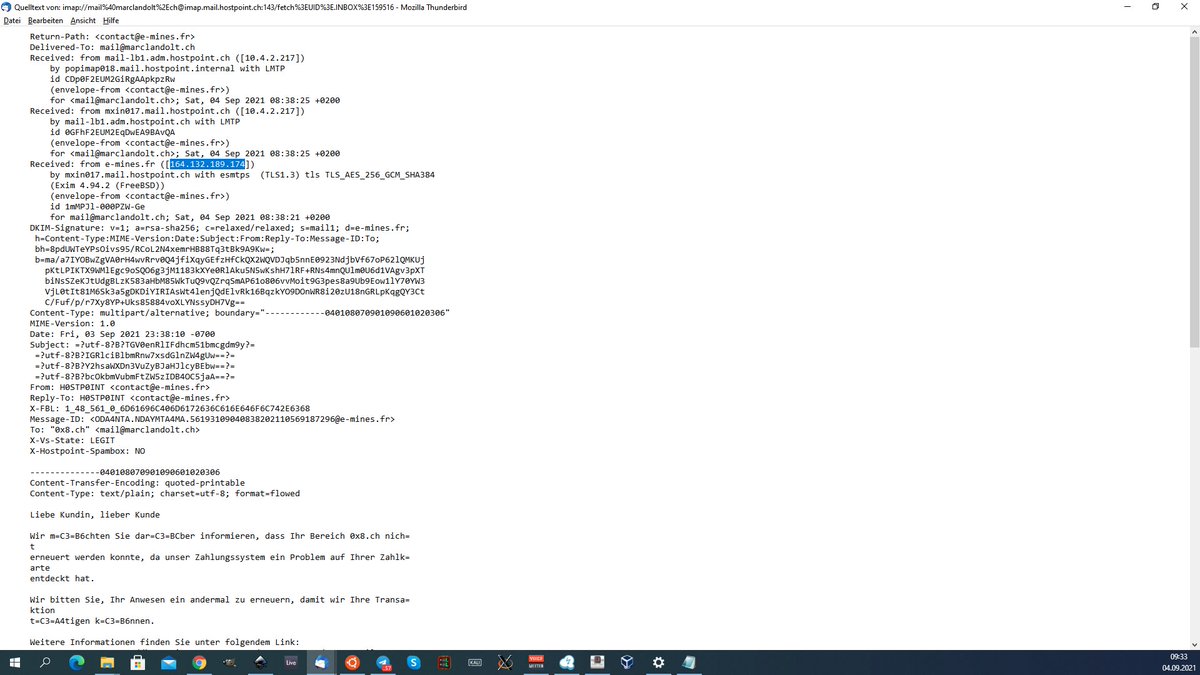 Quelltext von: imap://mail%40marclandolt%2Ech@imap.mail.hostpoint.ch:143/fetch%3EUID%3E.INBOX%3E159516 - Mozilla Thunderbird
Datei Bearbeiten Ansicht Hilfe
Return-Path: <contact@e-mines.fr>
Delivered-To: mail@marclandolt.ch
Received: from mail-lb1.adm.hostpoint.ch ([10.4.2.217])
by popimap018.mail.hostpoint.internal with LMTP
id CDp0F2EUM2GiRgAApkpzRw
(envelope-from <contact@e-mines.fr>)
for <mail@marclandolt.ch>; Sat, 04 Sep 2021 08:38:25 +0200
Received: from mxin017.mail.hostpoint.ch ([10.4.2.217])
by mail-lb1.adm.hostpoint.ch with LMTP
id 0GFhF2EUM2EqDwEA9BAvQA
(envelope-from <contact@e-mines.fr>)
for <mail@marclandolt.ch>; Sat, 04 Sep 2021 08:38:25 +0200
Received: from e-mines.fr ([164.132.189.174])
by mxin017.mail.hostpoint.ch with esmtps (TLS1.3) tls TLS_AES_256_GCM_SHA384
(Exim 4.94.2 (FreeBSD))
(envelope-from <contact@e-mines.fr>)
id 1mMPJl-000PZW-Ge
for mail@marclandolt.ch; Sat, 04 Sep 2021 08:38:21 +0200
DKIM-Signature: v=1; a=rsa-sha256; c=relaxed/relaxed; s=mail1; d=e-mines.fr;
h=Content-Type:MIME-Version:Date:Subject:From:Reply-To:Message-ID:To;
bh=8pdUWTeYPsOivs95/RCoL2N4xemrHB88Tq3tBk9A9Kw=;
b=ma/a7IYOBwZgVA0rH4wvRrv0Q4jfiXqyGEfzHfCkQX2WQVDJqb5nnE0923NdjbVf67oP62lQMKUj
pKtLPIKTX9WMlEgc9oSQO6g3jM1183kXYe0RlAku5N5wKshH7lRF+RNs4mnQUlm0U6d1VAgv3pXT
biNsSZeKJtUdgBLzK583aHbM85WkTuQ9vQZrq5mAP61o806vvMoit9G3pes8a9Ub9Eow1lY70YW3
VjL0tIt81M65k3a5gDKDiYIRIAsWt4lenjQdElvRk16BqzkYO9DOnWR8i20zU18nGRLpKqgQY3Ct
C/Fuf/p/r7Xy8YP+Uks85884voXLYNssyDH7Vg==
Content-Type: multipart/alternative; boundary="------------040108070901090601020306"
MIME-Version: 1.0
Date: Fri, 03 Sep 2021 23:38:10 -0700
Subject: =?utf-8?B?TGV0enRlIFdhcm51bmcgdm9y?=
=?utf-8?B?IGRlciBlbmRnw7xsdGlnZW4gUw==?=
=?utf-8?B?Y2hsaWXDn3VuZyBJaHJlcyBEbw==?=
=?utf-8?B?bcOkbmVubmFtZW5zIDB4OC5jaA==?=
From: H0STP0INT <contact@e-mines.fr>
Reply-To: H0STP0INT <contact@e-mines.fr>
X-FBL: 1_48_561_0_6D61696C406D6172636C616E646F6C742E6368
Message-ID: <ODA4NTA.NDAYMTA4MA.56193109040838202110569187296@e-mines.fr>
To: "0x8.ch" <mail@marclandolt.ch>
X-Vs-State: LEGIT
X-Hostpoint-Spambox: NO
--------------040108070901090601020306
Content-Transfer-Encoding: quoted-printable
Content-Type: text/plain; charset=utf-8; format=flowed
Liebe Kundin, lieber Kunde
Wir m=C3=B6chten Sie dar=C3=BCber informieren, dass Ihr Bereich 0x8.ch nich=
t
erneuert werden konnte, da unser Zahlungssystem ein Problem auf Ihrer Zahlk=
arte
entdeckt hat.
Wir bitten Sie, Ihr Anwesen ein andermal zu erneuern, damit wir Ihre Transa=
ktion
t=C3=A4tigen k=C3=B6nnen.
Weitere Informationen finden Sie unter folgendem Link:
Live
KALI
09:33
04.09.2021